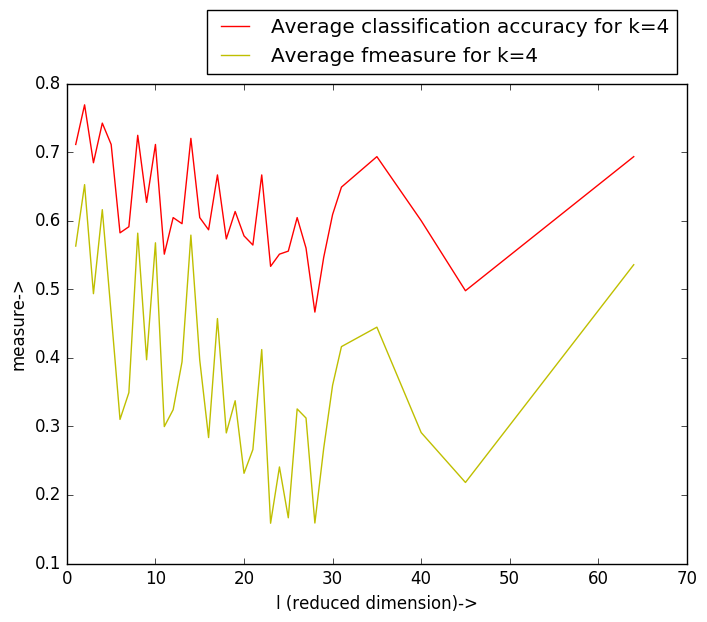 Average classification accuracy for k=4
Average fmeasure for k=4
0.8
0.7
0.6
0.5
0.4
0.3
0.2
0.1
measure->
0 10 20 30 40 50 60 70
l (reduced dimension)->